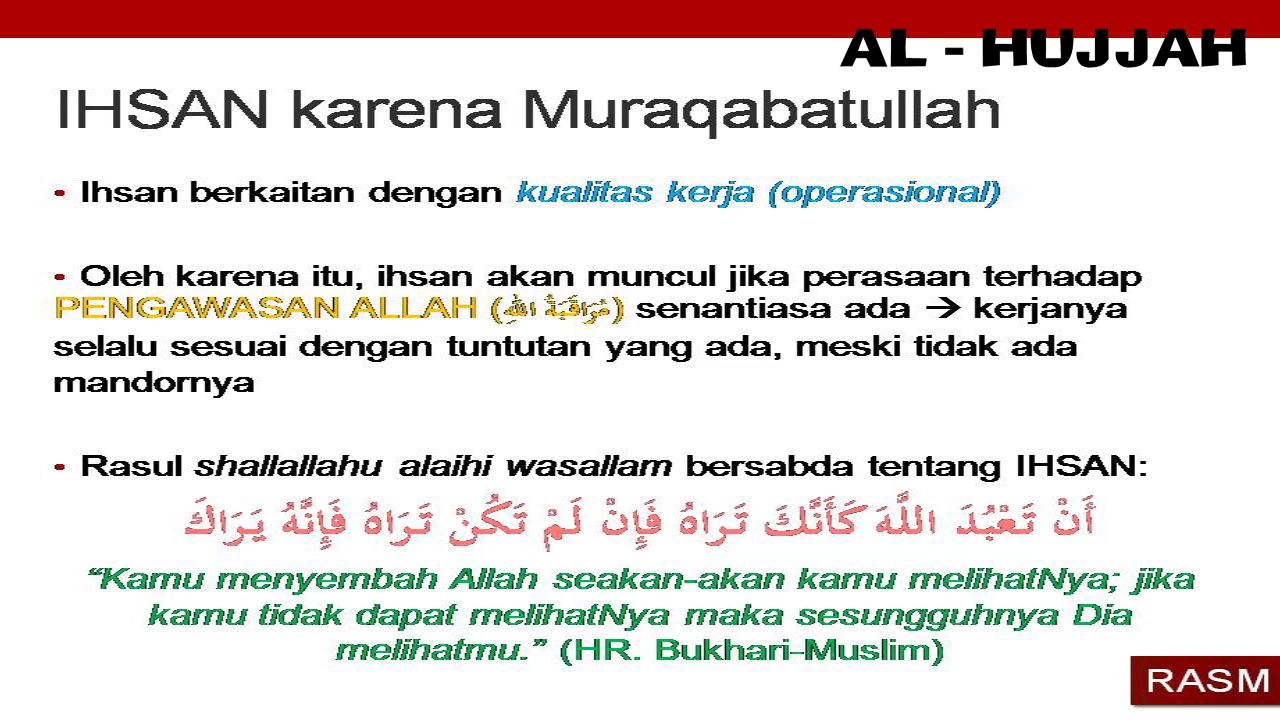 AL - HUJJAH
IHSAN karena Muraqabatullah
• Ihsan berkaitan dengan kualitas kerja (operasional)
• Oleh karena itu, ihsan akan muncul jika perasaan terhadap
PENGAWASAN ALLAH (مُرَاقَبَةُ اللهِ) senantiasa ada → kerjanya
selalu sesuai dengan tuntutan yang ada, meski tidak ada
mandornya
• Rasul shallallahu alaihi wasallam bersabda tentang IHSAN:
أَنْ تَعْبُدَ اللَّهَ كَأَنَّكَ تَرَاهُ فَإِنْ لَمْ تَكُنْ تَرَاهُ فَإِنَّهُ يَرَاكَ
“Kamu menyembah Allah seakan-akan kamu melihatNya; jika
kamu tidak dapat melihatNya maka sesungguhnya Dia
melihatmu.” (HR. Bukhari-Muslim)
RASM